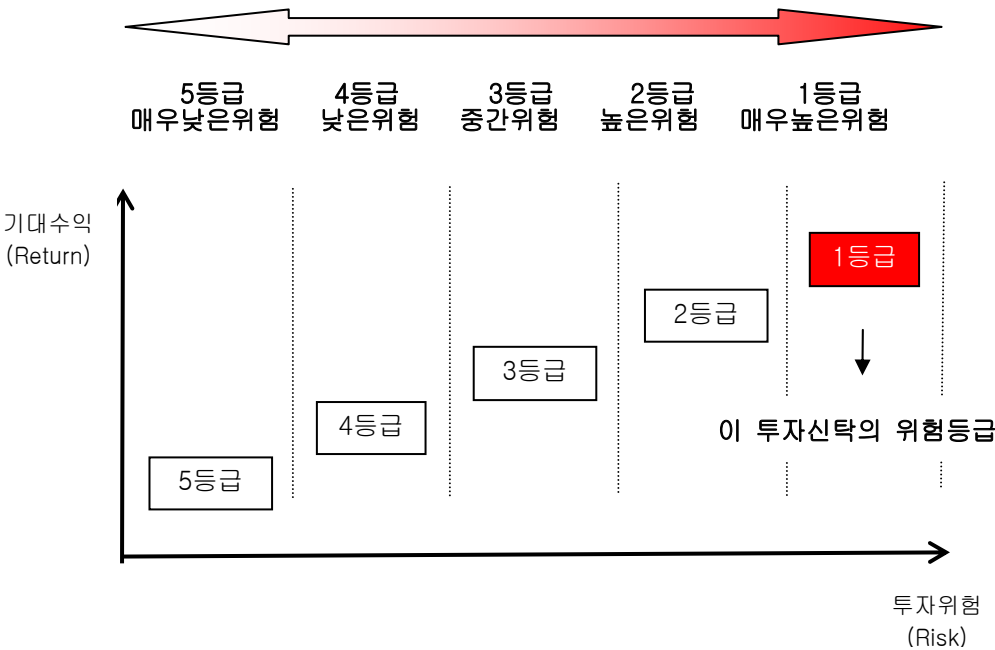 5등급 4등급 3등급 2등급 1등급
매우낮은위험 낮은위험 중간위험 높은위험 매우높은위험
기대수익
(Return)
1등급
2등급
3등급
4등급
이 투자신탁의 위험등급
5등급
투자위험
(Risk)